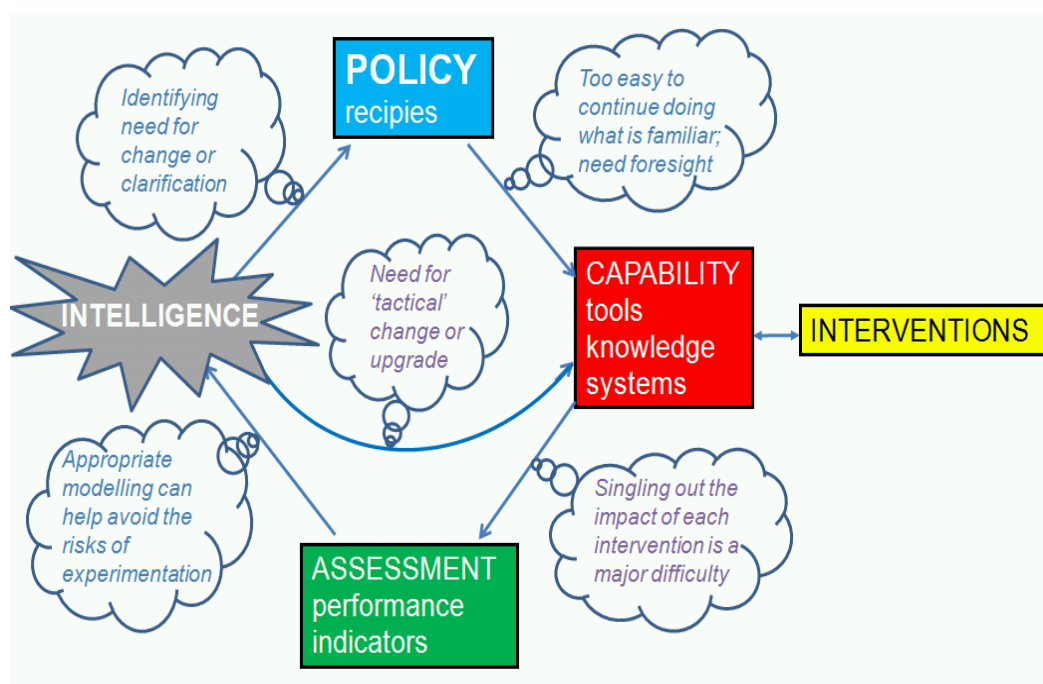 POLICY
recipies
Identifying
need for
change or
clarification
Too easy to
continue doing
what is familiar;
need foresight
INTELLIGENCE
Need for
‘tactical’
change or
upgrade
CAPABILITY
tools
knowledge
systems
INTERVENTIONS
Appropriate
modelling can
help avoid the
risks of
experimentation
ASSESSMENT
performance
indicators
Singling out the
impact of each
intervention is a
major difficulty